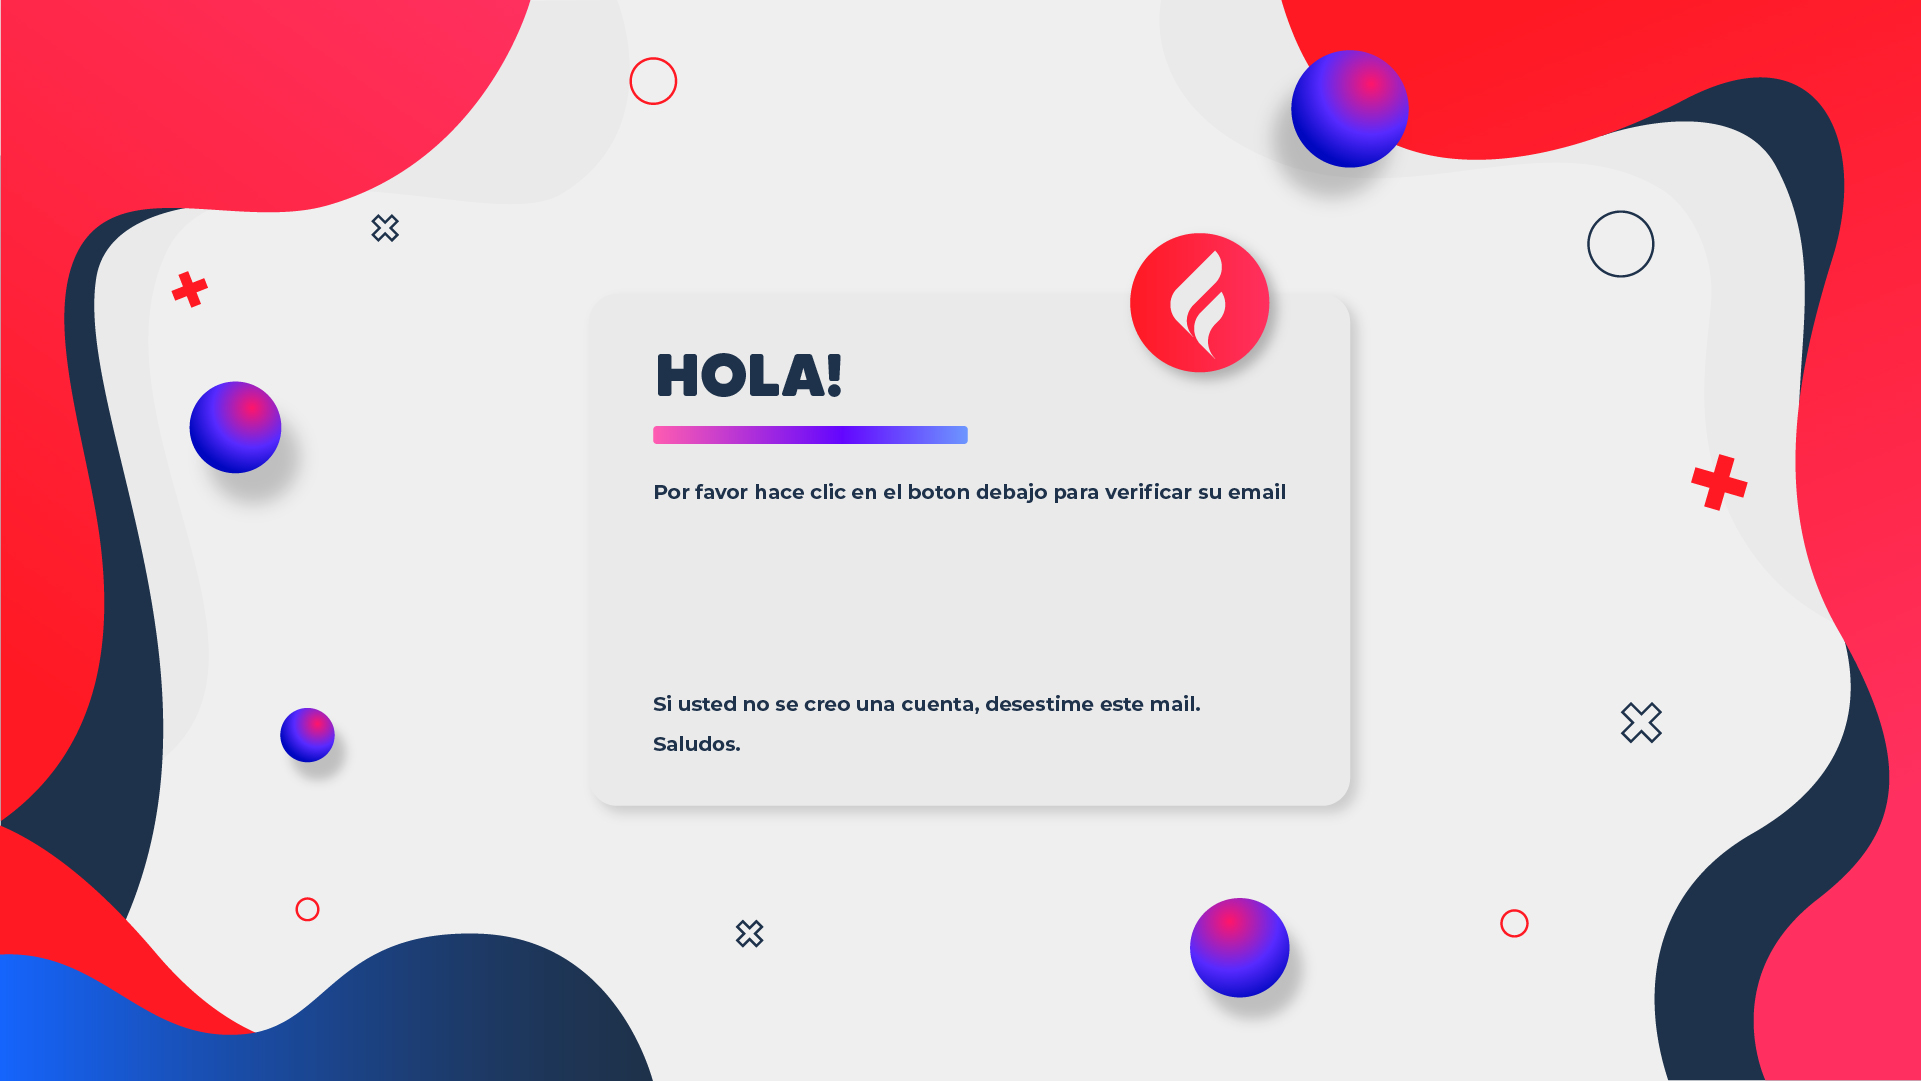 HOLA!
Por favor hace clic en el boton debajo para verificar su email
Si usted no se creo una cuenta, desestime este mail.
Saludos.